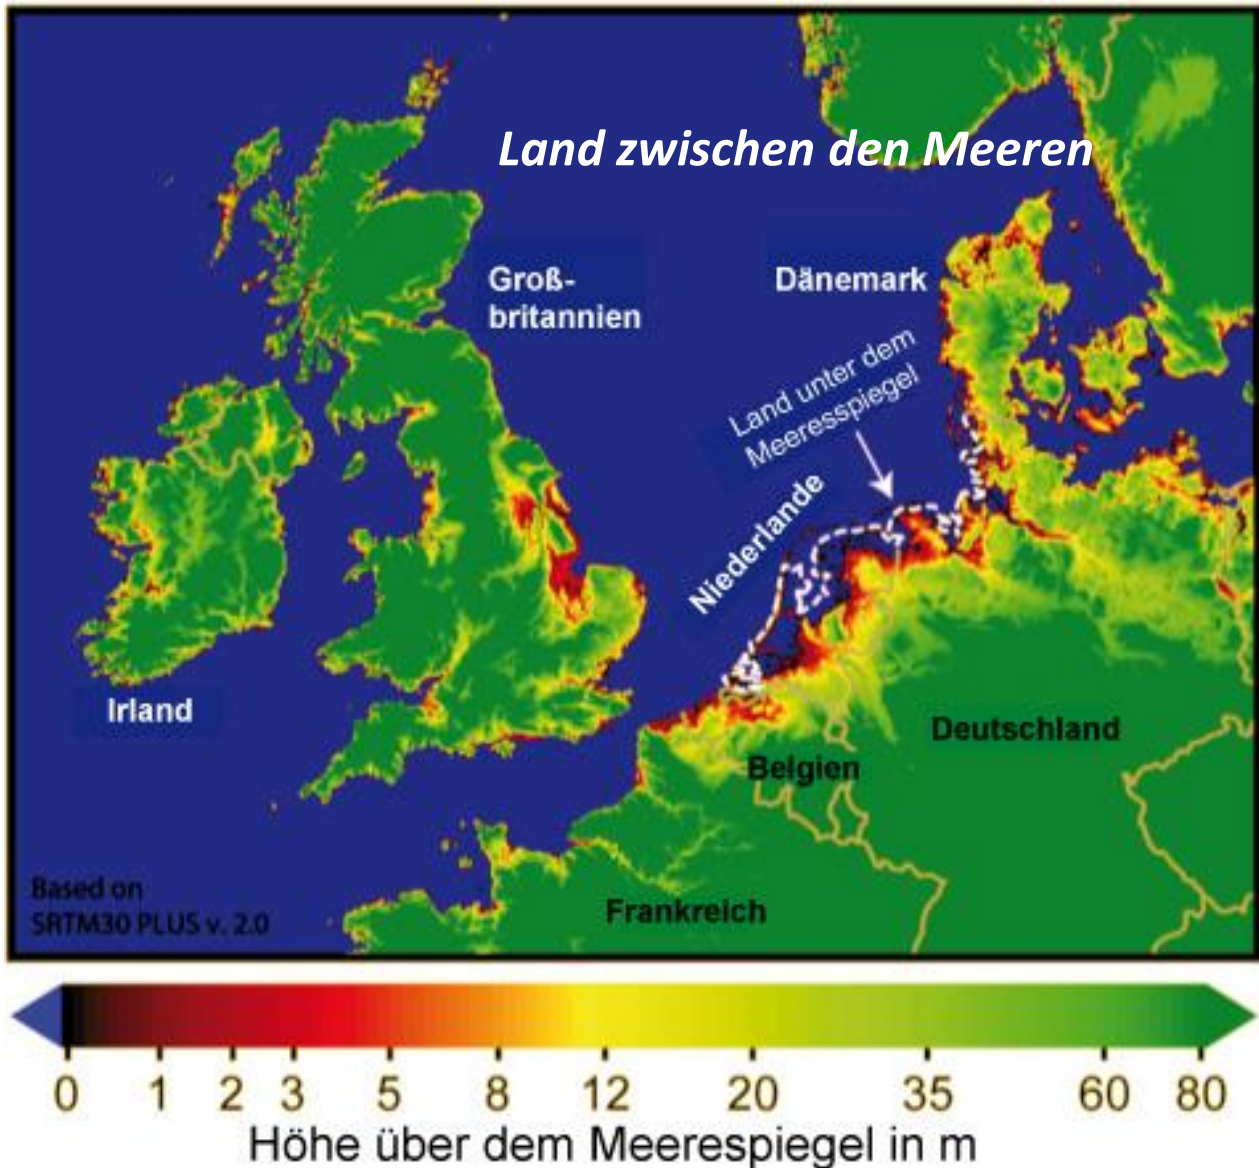 Land zwischen den Meeren
Groß-
britannien
Dänemark
Land unter dem
Meeresspiegel
Niederlande
Irland
Deutschland
Belgien
Frankreich
Based on
SRTM30 PLUS v. 2.0
0 1 2 3 5 8 12 20 35 60 80
Höhe über dem Meerespiegel in m